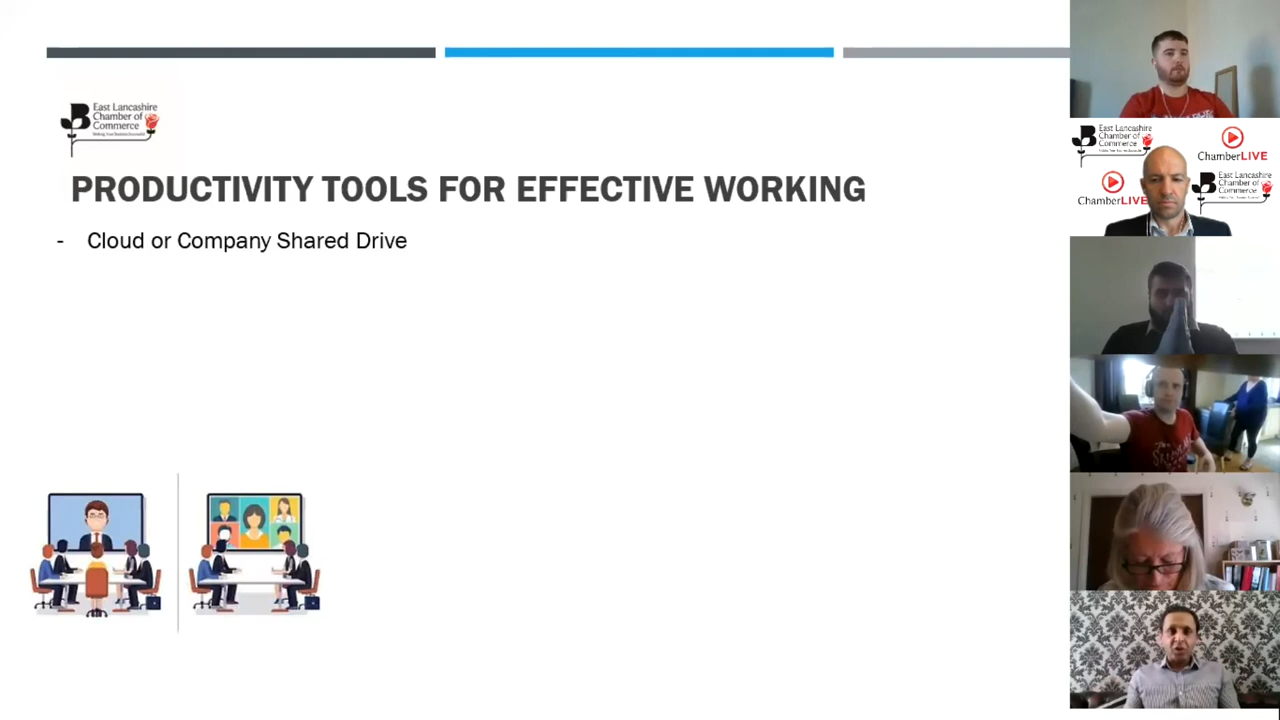 East Lancashire
Chamber of
Commerce
PRODUCTIVITY TOOLS FOR EFFECTIVE WORKING
- Cloud or Company Shared Drive
East Lancashire
Chamber of
Commerce
ChamberLIVE
ChamberLIVE
East Lancashire
Chamber of
Commerce